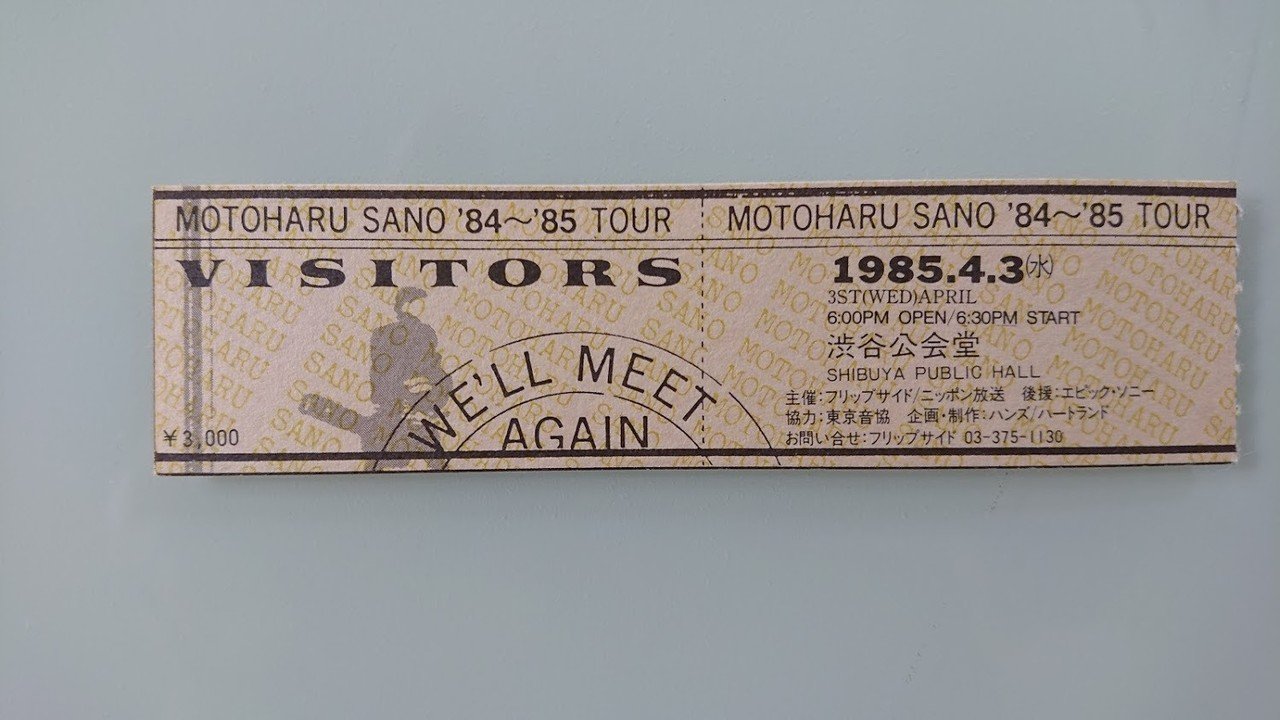 MOTOHARU SANO '84〜'85 TOUR
VISITORS
WE'LL MEET
AGAIN
¥3,000
MOTOHARU SANO '84〜'85 TOUR
1985.4.3(水)
3ST(WED)APRIL
6:00PM OPEN/6:30PM START
渋谷公会堂
SHIBUYA PUBLIC HALL
主催:フリップサイド/ニッポン放送 後援:エピック・ソニー
協力:東京音協 企画・制作:ハンズ/ハートランド
お問い合せ:フリップサイド 03-375-1130